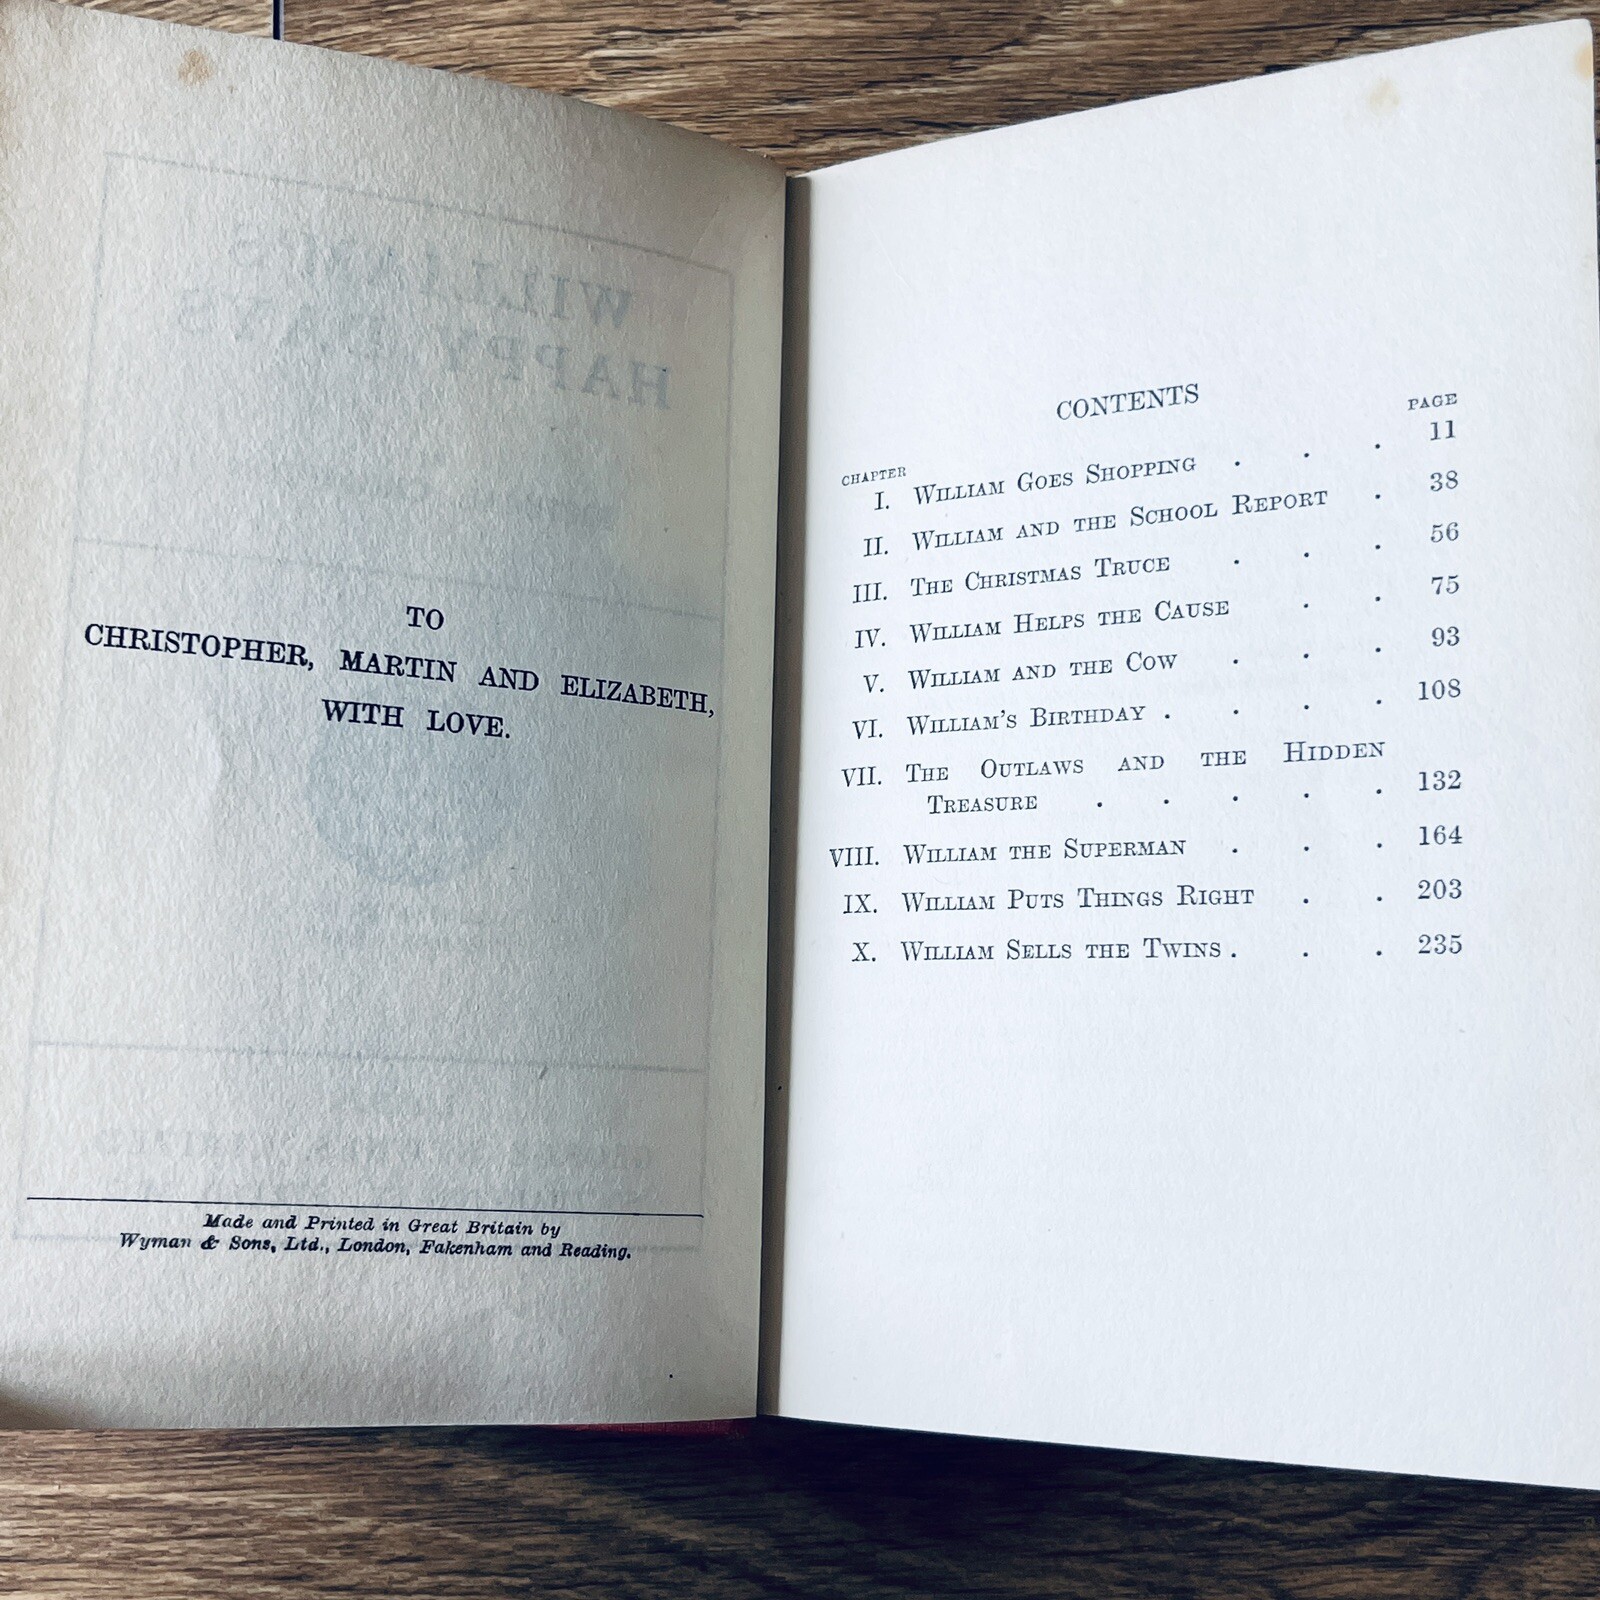 TO
CHRISTOPHER, MARTIN AND ELIZABETH,
WITH LOVE.
Made and Printed in Great Britain by
Wyman & Sons, Ltd., London, Fakenham and Reading.
WILLIAM'S
HAPPY DAYS
CONTENTS
CHAPTER PAGE
I. WILLIAM GOES SHOPPING . . . 11
II. WILLIAM AND THE SCHOOL REPORT . 38
III. THE CHRISTMAS TRUCE . . . 56
IV. WILLIAM HELPS THE CAUSE . . 75
V. WILLIAM AND THE COW . . . 93
VI. WILLIAM'S BIRTHDAY . . . . 108
VII. THE OUTLAWS AND THE HIDDEN
TREASURE . . . . . 132
VIII. WILLIAM THE SUPERMAN . . . 164
IX. WILLIAM PUTS THINGS RIGHT . . 203
X. WILLIAM SELLS THE TWINS . . . 235